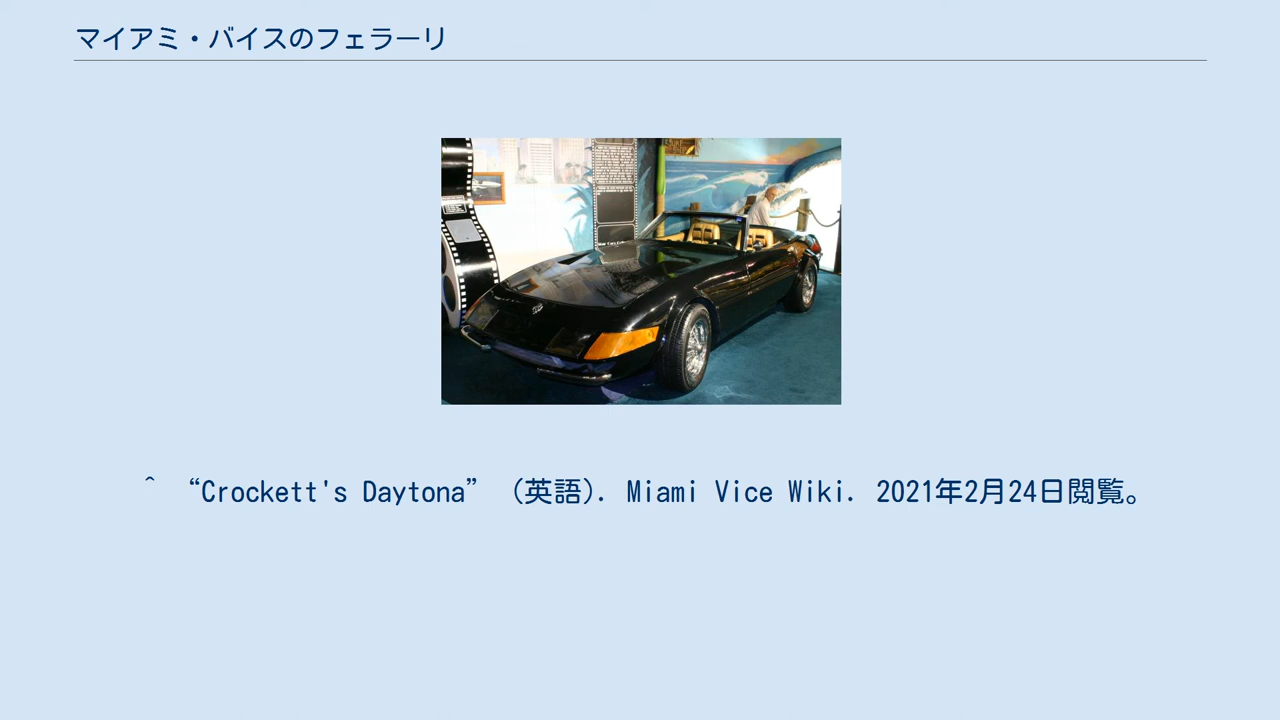 マイアミ・バイスのフェラーリ
^ “Crockett's Daytona” (英語). Miami Vice Wiki. 2021年2月24日閲覧。